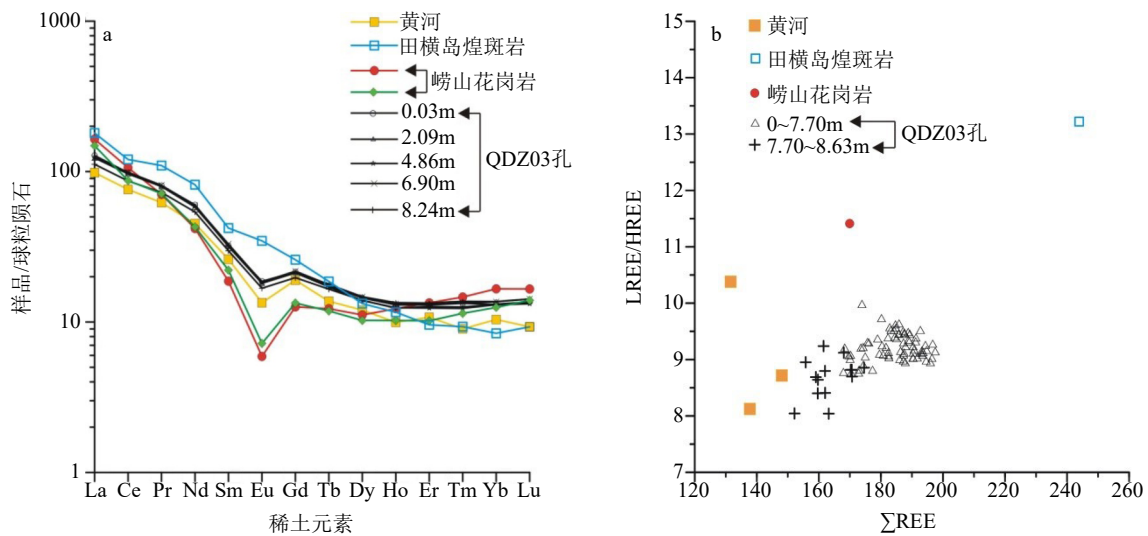 a
1000
100
10
1
样品/球粒陨石
La Ce Pr Nd Sm Eu Gd Tb Dy Ho Er Tm Yb Lu
稀土元素
黄河
田横岛煌斑岩
崂山花岗岩
0.03m
2.09m
4.86m
6.90m
8.24m
QDZ03孔
b
15
14
13
12
11
10
9
8
7
LREE/HREE
120 140 160 180 200 220 240 260
∑REE
黄河
田横岛煌斑岩
崂山花岗岩
0~7.70m
7.70~8.63m
QDZ03孔